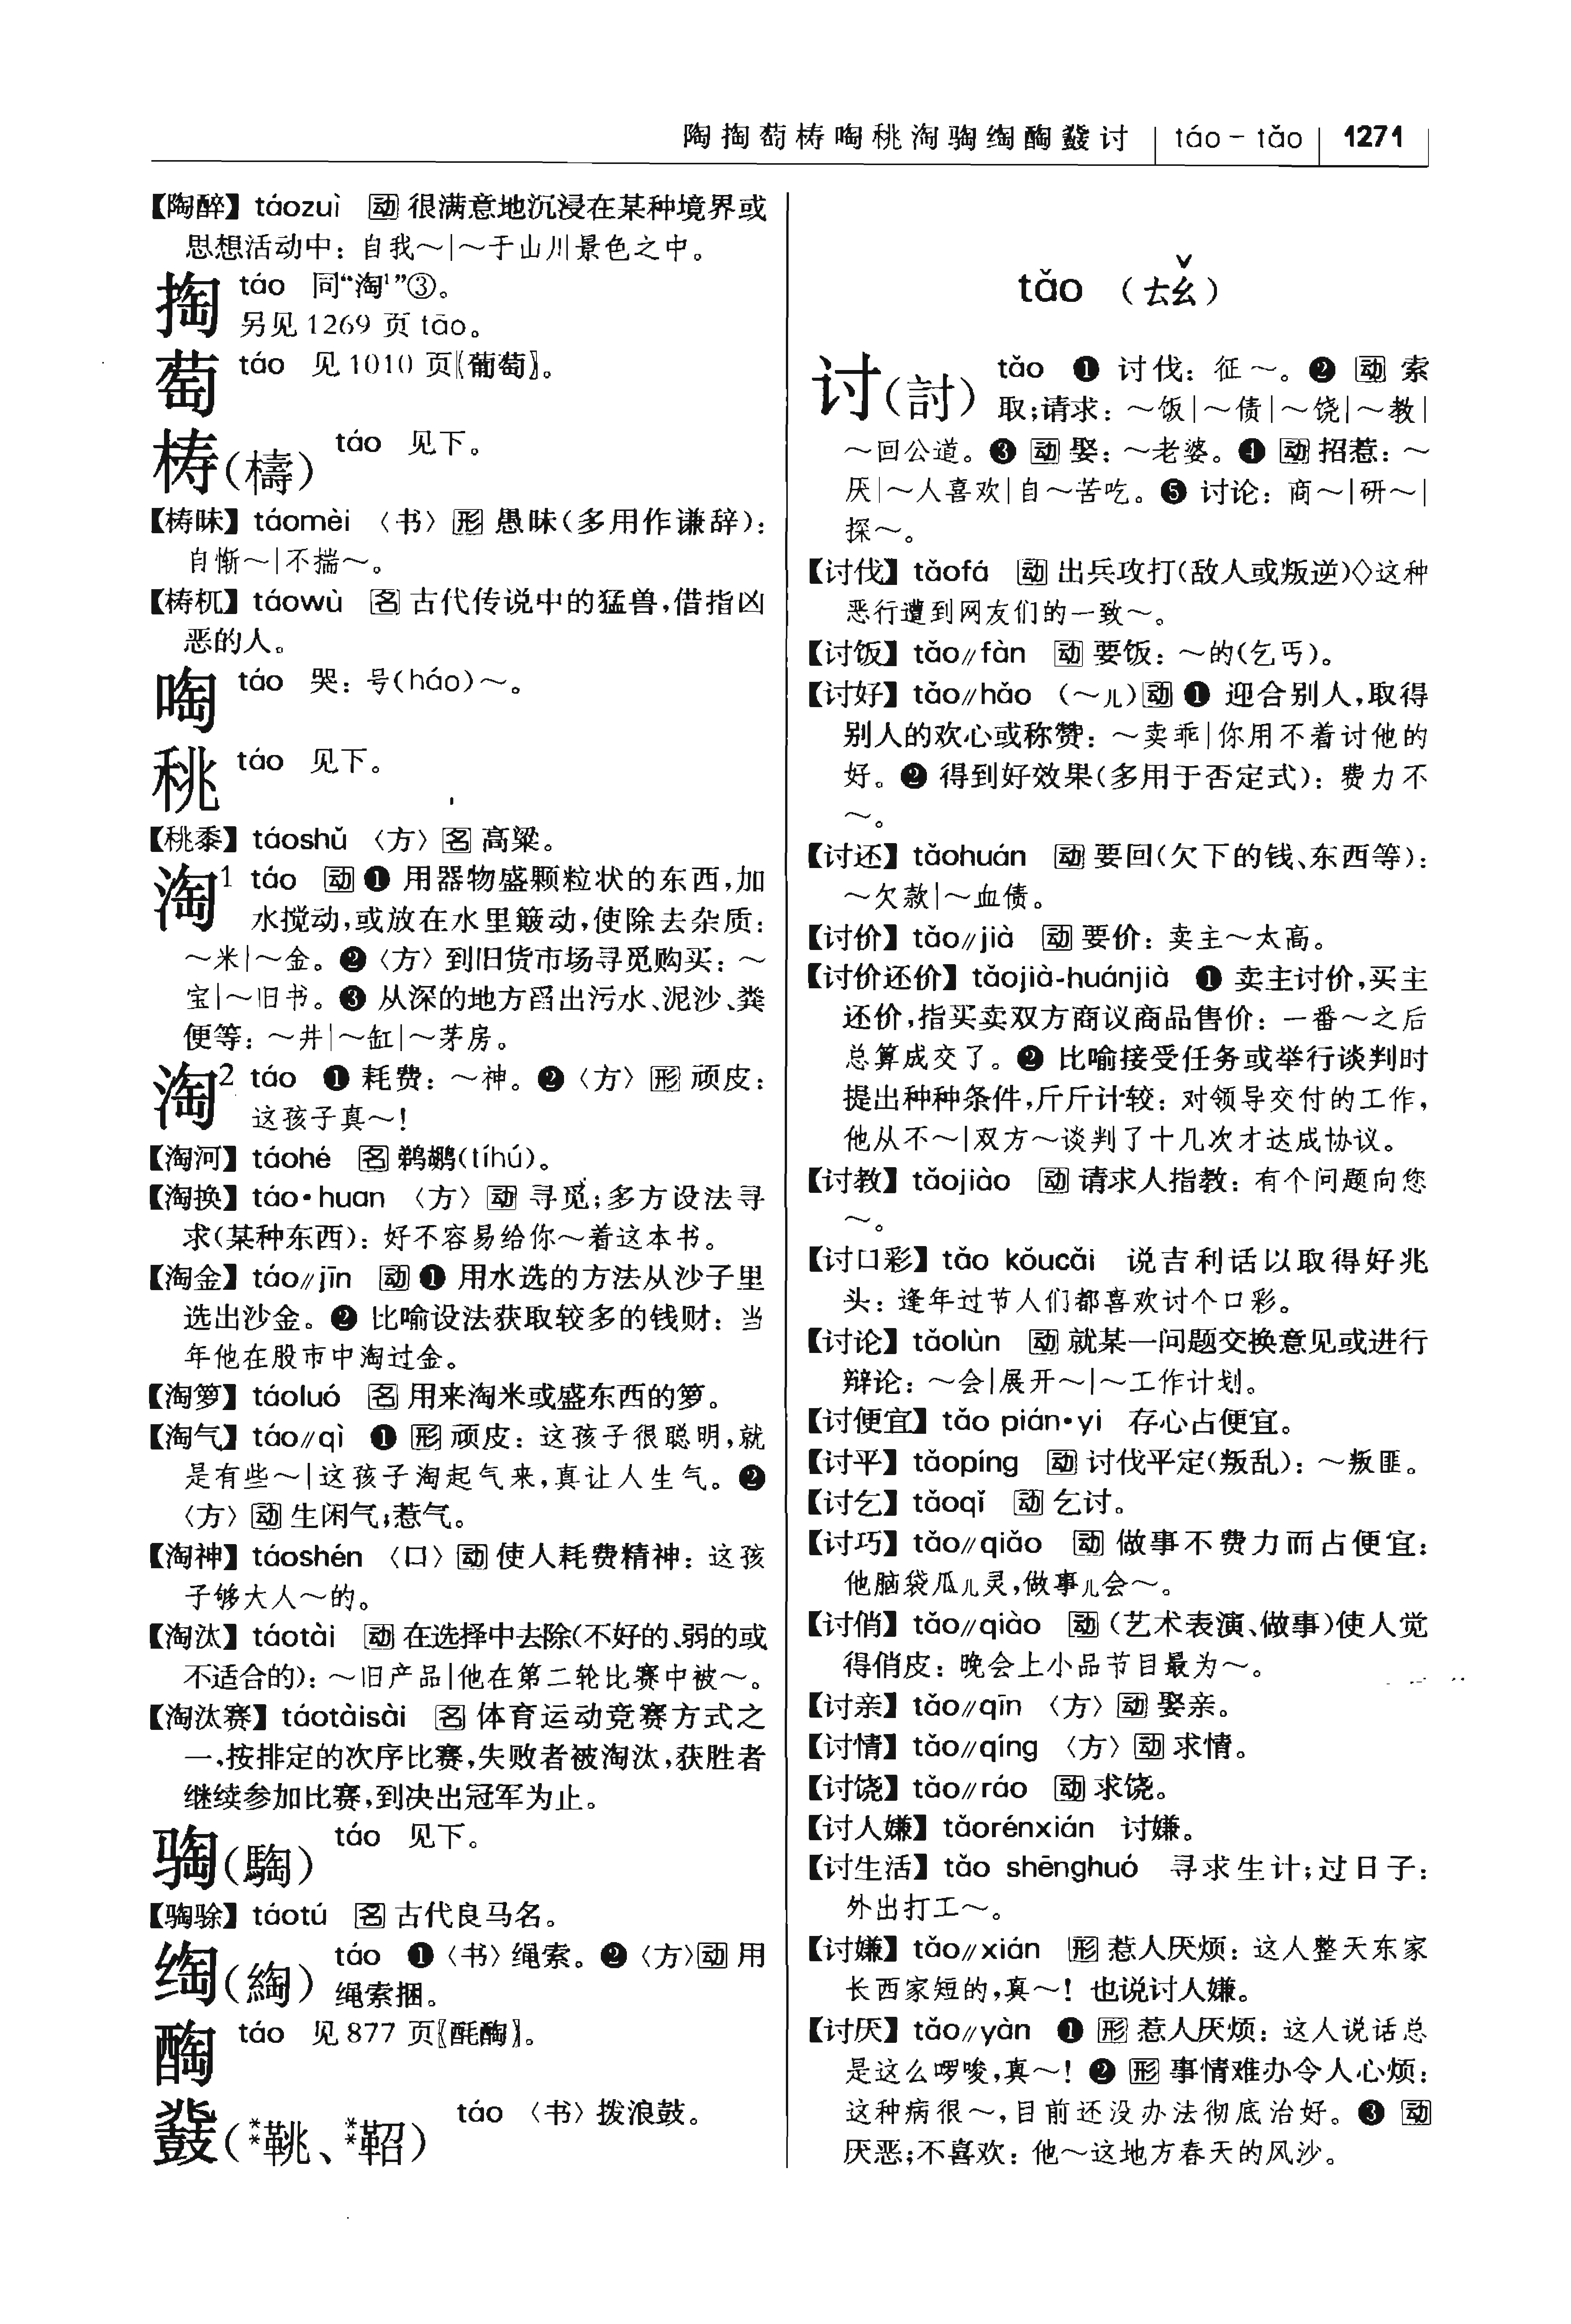 陶掏萄梼啕䄻淘𫘦绹醄鼗讨 táo – tǎo 1271
【陶醉】 táozuì 动 很满意地沉浸在某种境界或
思想活动中：自我～|～于山川景色之中。
掏 táo 同“淘¹”③。
另见 1269 页 tāo。
萄 táo 见 1010 页〖葡萄〗。
梼(檮) táo 见下。
【梼昧】 táomèi 〈书〉 形 愚昧(多用作谦辞)：
自惭～|不揣～。
【梼杌】 táowù 名 古代传说中的猛兽,借指凶
恶的人。
啕 táo 哭：号(háo)～。
䄻 táo 见下。
【䄻黍】 táoshǔ 〈方〉 名 高粱。
淘¹ táo 动 ❶ 用器物盛颗粒状的东西,加
水搅动,或放在水里簸动,使除去杂质：
～米|～金。❷〈方〉到旧货市场寻觅购买：～
宝|～旧书。❸ 从深的地方舀出污水、泥沙、粪
便等：～井|～缸|～茅房。
淘² táo ❶ 耗费：～神。❷〈方〉 形 顽皮：
这孩子真～!
【淘河】 táohé 名 鹈鹕(tíhú)。
【淘换】 táo·huan 〈方〉 动 寻觅;多方设法寻
求(某种东西)：好不容易给你～着这本书。
【淘金】 táo//jīn 动 ❶ 用水选的方法从沙子里
选出沙金。❷ 比喻设法获取较多的钱财：当
年他在股市中淘过金。
【淘箩】 táoluó 名 用来淘米或盛东西的箩。
【淘气】 táo//qì ❶ 形 顽皮：这孩子很聪明,就
是有些～|这孩子淘起气来,真让人生气。❷
〈方〉 动 生闲气;惹气。
【淘神】 táoshén 〈口〉 动 使人耗费精神：这孩
子够大人～的。
【淘汰】 táotài 动 在选择中去除(不好的、弱的或
不适合的)：～旧产品|他在第二轮比赛中被～。
【淘汰赛】 táotàisài 名 体育运动竞赛方式之
一,按排定的次序比赛,失败者被淘汰,获胜者
继续参加比赛,到决出冠军为止。
𫘦(騊) táo 见下。
【𫘦𬳿】 táotú 名 古代良马名。
绹(綯) táo ❶〈书〉绳索。❷〈方〉动 用
绳索捆。
醄 táo 见 877 页〖酕醄〗。
鼗(**鞉、**鞀) táo 〈书〉拨浪鼓。
tǎo （ㄊㄠˇ）
讨(討) tǎo ❶ 讨伐：征～。❷ 动 索
取;请求：～饭|～债|～饶|～教|
～回公道。❸ 动 娶：～老婆。❹ 动 招惹：～
厌|～人喜欢|自～苦吃。❺ 讨论：商～|研～|
探～。
【讨伐】 tǎofá 动 出兵攻打(敌人或叛逆)◇这种
恶行遭到网友们的一致～。
【讨饭】 tǎo//fàn 动 要饭：～的(乞丐)。
【讨好】 tǎo//hǎo (～儿) 动 ❶ 迎合别人,取得
别人的欢心或称赞：～卖乖|你用不着讨他的
好。❷ 得到好效果(多用于否定式)：费力不
～。
【讨还】 tǎohuán 动 要回(欠下的钱、东西等)：
～欠款|～血债。
【讨价】 tǎo//jià 动 要价：卖主～太高。
【讨价还价】 tǎojià-huánjià ❶ 卖主讨价,买主
还价,指买卖双方商议商品售价：一番～之后
总算成交了。❷ 比喻接受任务或举行谈判时
提出种种条件,斤斤计较：对领导交付的工作,
他从不～|双方～谈判了十几次才达成协议。
【讨教】 tǎojiào 动 请求人指教：有个问题向您
～。
【讨口彩】 tǎo kǒucǎi 说吉利话以取得好兆
头：逢年过节人们都喜欢讨个口彩。
【讨论】 tǎolùn 动 就某一问题交换意见或进行
辩论：～会|展开～|～工作计划。
【讨便宜】 tǎo pián·yi 存心占便宜。
【讨平】 tǎopíng 动 讨伐平定(叛乱)：～叛匪。
【讨乞】 tǎoqǐ 动 乞讨。
【讨巧】 tǎo//qiǎo 动 做事不费力而占便宜：
他脑袋瓜儿灵,做事儿会～。
【讨俏】 tǎo//qiào 动 (艺术表演、做事)使人觉
得俏皮：晚会上小品节目最为～。
【讨亲】 tǎo//qīn 〈方〉 动 娶亲。
【讨情】 tǎo//qíng 〈方〉 动 求情。
【讨饶】 tǎo//ráo 动 求饶。
【讨人嫌】 tǎorénxián 讨嫌。
【讨生活】 tǎo shēnghuó 寻求生计;过日子：
外出打工～。
【讨嫌】 tǎo//xián 形 惹人厌烦：这人整天东家
长西家短的,真～! 也说讨人嫌。
【讨厌】 tǎo//yàn ❶ 形 惹人厌烦：这人说话总
是这么啰唆,真～! ❷ 形 事情难办令人心烦：
这种病很～,目前还没办法彻底治好。❸ 动
厌恶;不喜欢：他～这地方春天的风沙。